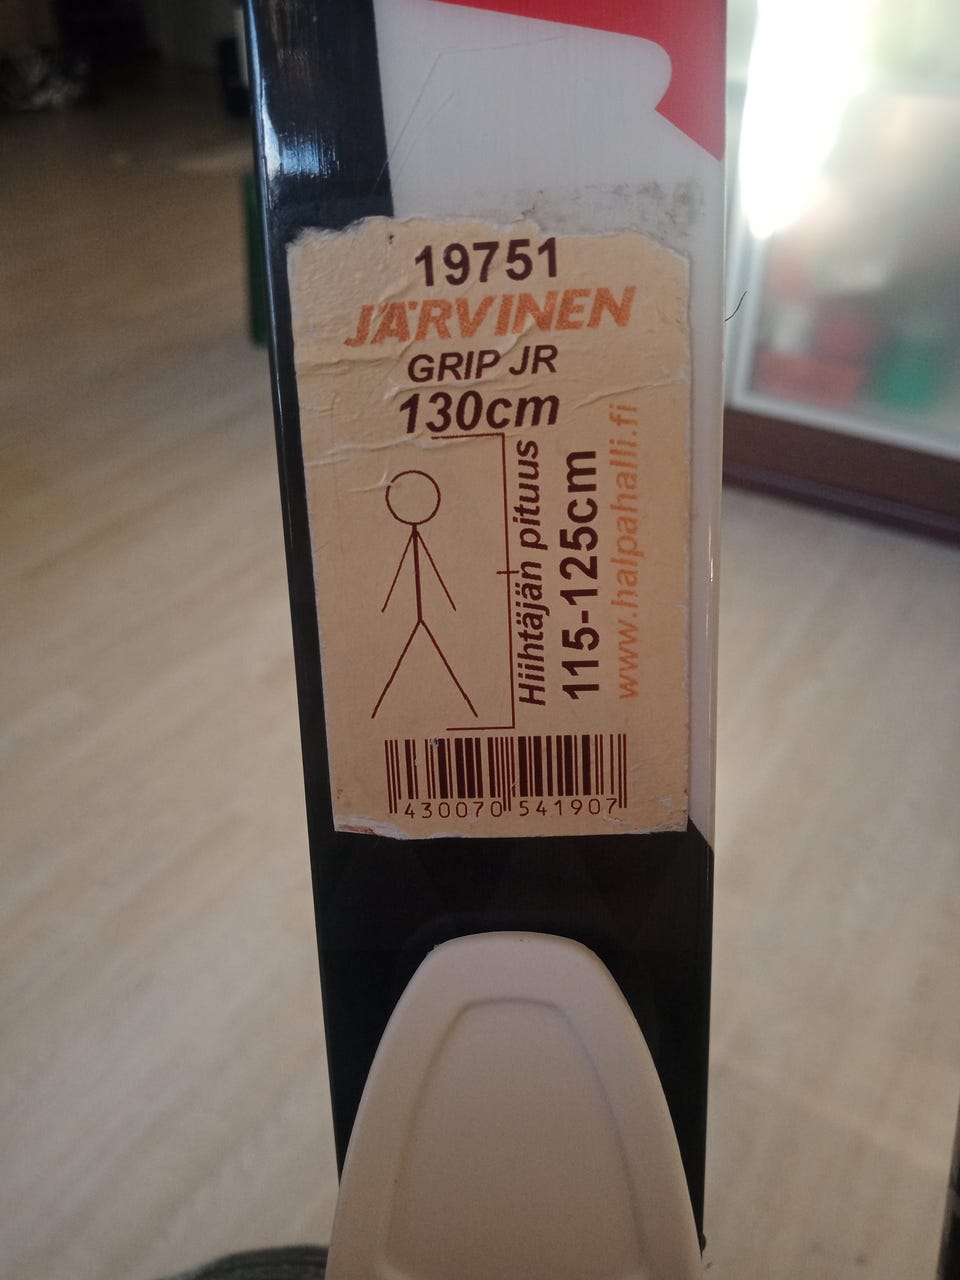 19751
JÄRVINEN
GRIP JR
130cm
Hiihtäjän pituus
115-125cm
www.halpahalli.fi
430070 541907